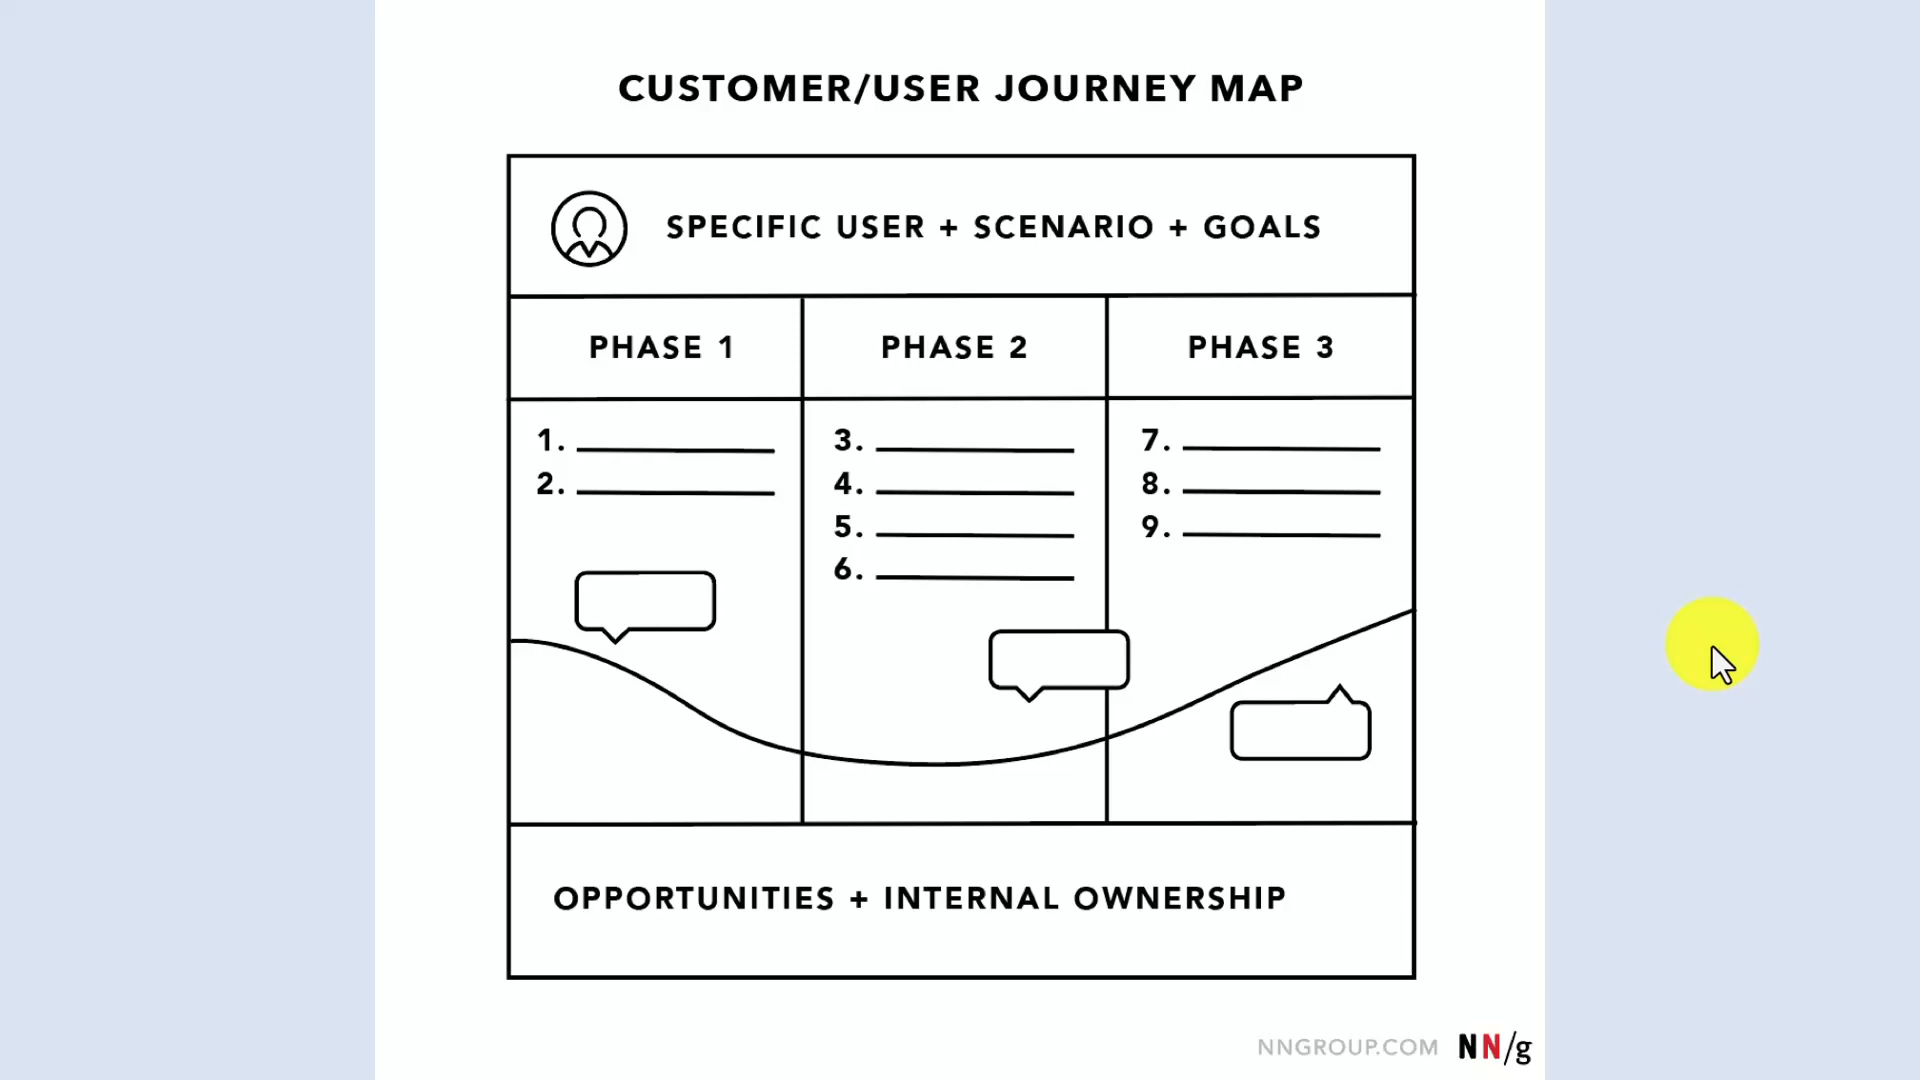 CUSTOMER/USER JOURNEY MAP
SPECIFIC USER + SCENARIO + GOALS
PHASE 1
PHASE 2
PHASE 3
1.
2.
3.
4.
5.
6.
7.
8.
9.
OPPORTUNITIES + INTERNAL OWNERSHIP
NNGROUP.COM NN/g